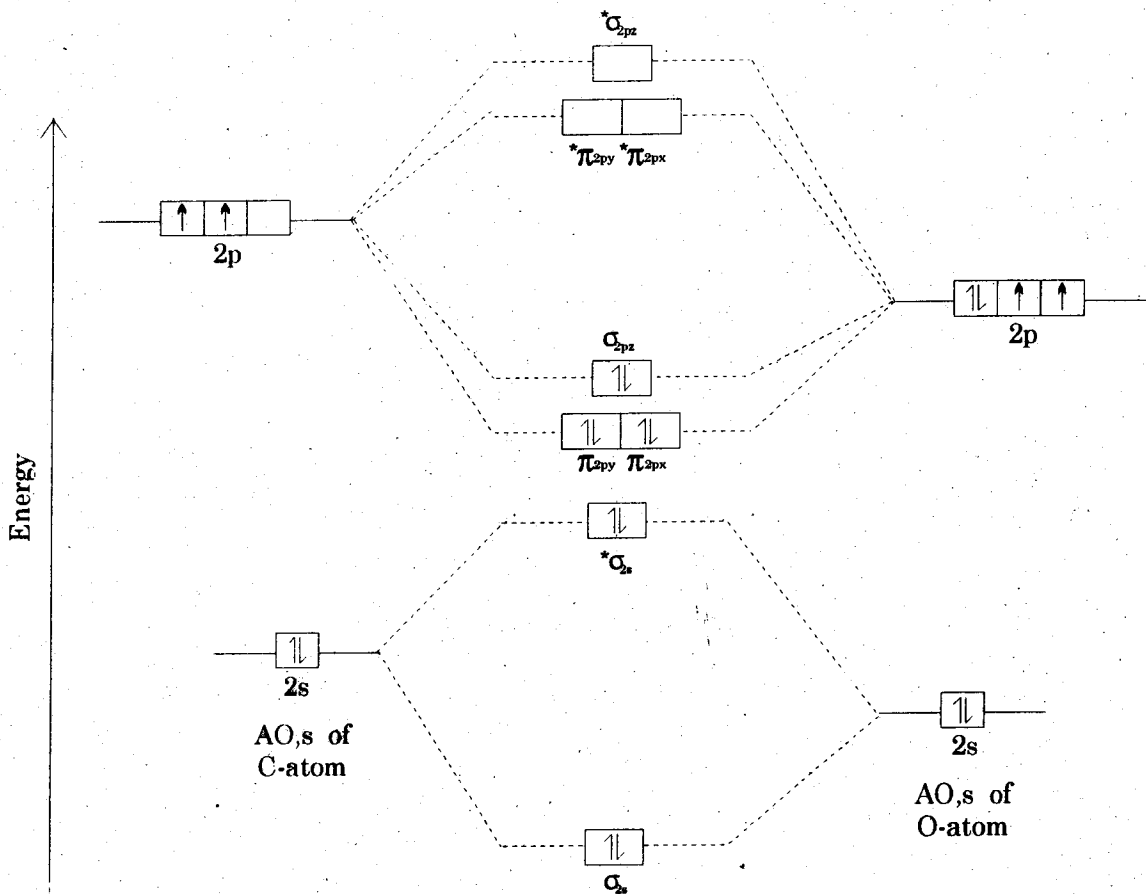 *σ2pz
*π2py *π2px
2p
2p
σ2pz
π2py π2px
Energy
*σ2s
2s
2s
AO,s of
C-atom
AO,s of
O-atom
σ2s